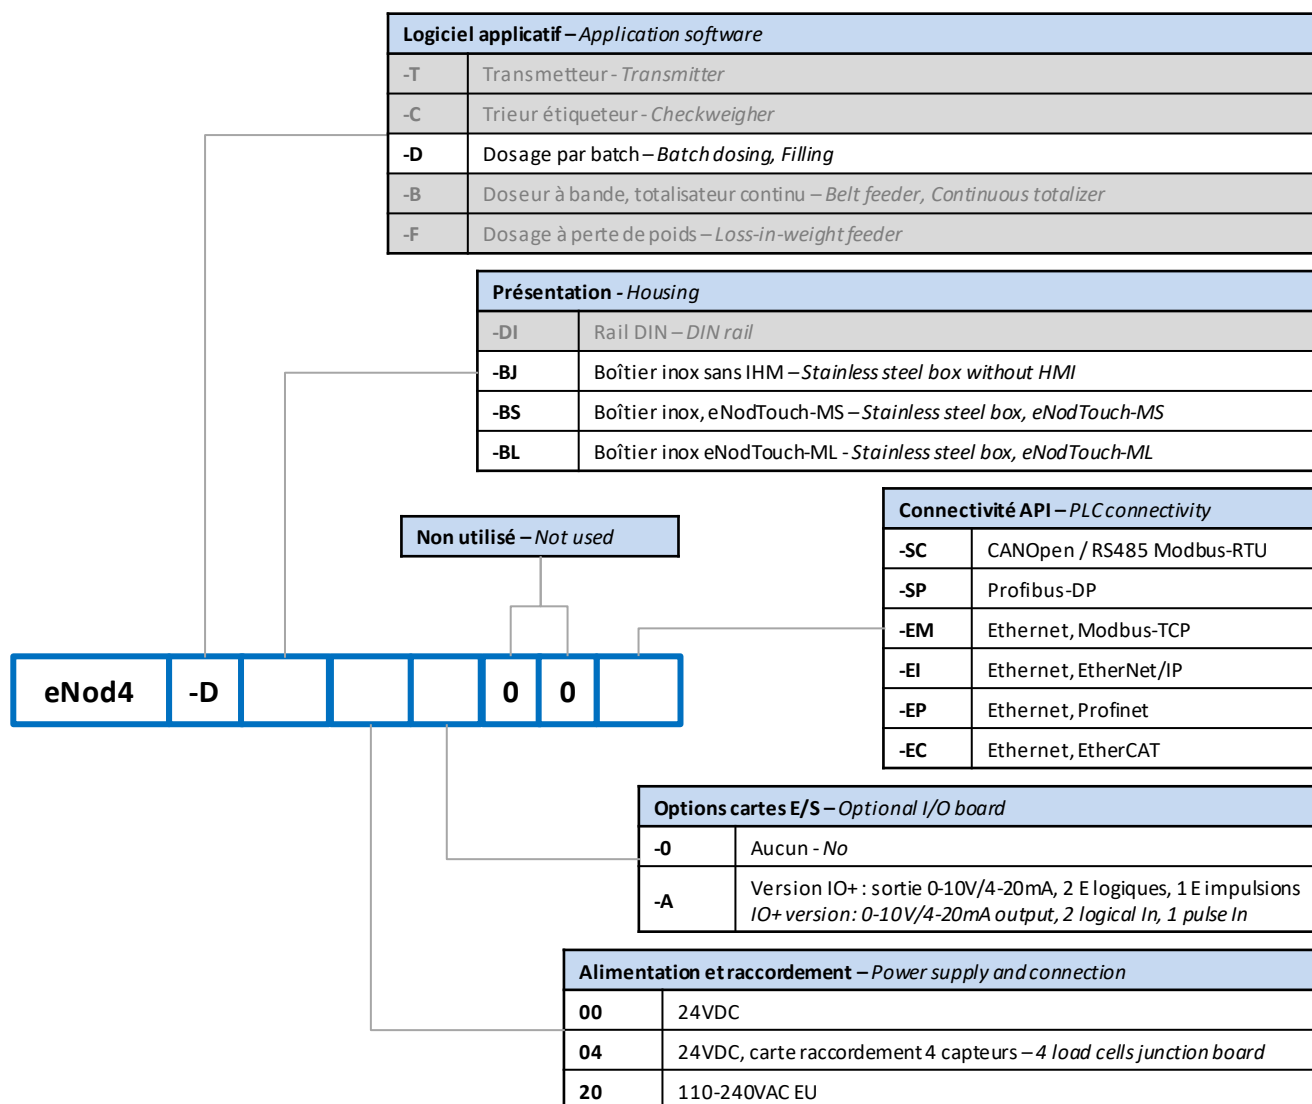 Logiciel applicatif – Application software
-T Transmetteur - Transmitter
-C Trieur étiqueteur - Checkweigher
-D Dosage par batch – Batch dosing, Filling
-B Doseur à bande, totalisateur continu – Belt feeder, Continuous totalizer
-F Dosage à perte de poids – Loss-in-weight feeder
Présentation - Housing
-DI Rail DIN – DIN rail
-BJ Boîtier inox sans IHM – Stainless steel box without HMI
-BS Boîtier inox, eNodTouch-MS – Stainless steel box, eNodTouch-MS
-BL Boîtier inox eNodTouch-ML - Stainless steel box, eNodTouch-ML
Connectivité API – PLC connectivity
-SC CANOpen / RS485 Modbus-RTU
-SP Profibus-DP
-EM Ethernet, Modbus-TCP
-EI Ethernet, EtherNet/IP
-EP Ethernet, Profinet
-EC Ethernet, EtherCAT
Non utilisé – Not used
eNod4 -D 0 0
Options cartes E/S – Optional I/O board
-0 Aucun - No
-A Version IO+ : sortie 0-10V/4-20mA, 2 E logiques, 1 E impulsions
IO+ version: 0-10V/4-20mA output, 2 logical In, 1 pulse In
Alimentation et raccordement – Power supply and connection
00 24VDC
04 24VDC, carte raccordement 4 capteurs – 4 load cells junction board
20 110-240VAC EU